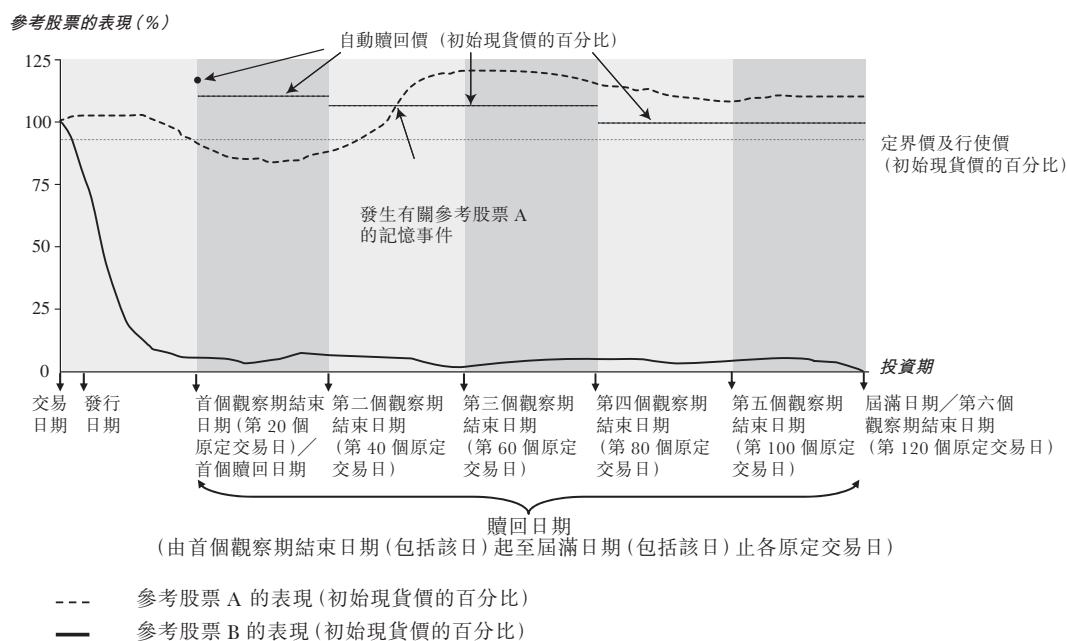 參考股票的表現(%)
自動贖回價(初始現貨價的百分比)
125
100
75
50
25
0
定界價及行使價
(初始現貨價的百分比)
發生有關參考股票 A
的記憶事件
投資期
交易
日期
發行
日期
首個觀察期結束
日期(第 20 個
原定交易日)╱
首個贖回日期
第二個觀察期
結束日期
(第 40 個原定
交易日)
第三個觀察期
結束日期
(第 60 個原定
交易日)
第四個觀察期
結束日期
(第 80 個原定
交易日)
第五個觀察期
結束日期
(第 100 個原定
交易日)
屆滿日期╱第六個
觀察期結束日期
(第 120 個原定交易日)
贖回日期
(由首個觀察期結束日期(包括該日)起至屆滿日期(包括該日)止各原定交易日)
參考股票 A 的表現(初始現貨價的百分比)
參考股票 B 的表現(初始現貨價的百分比)